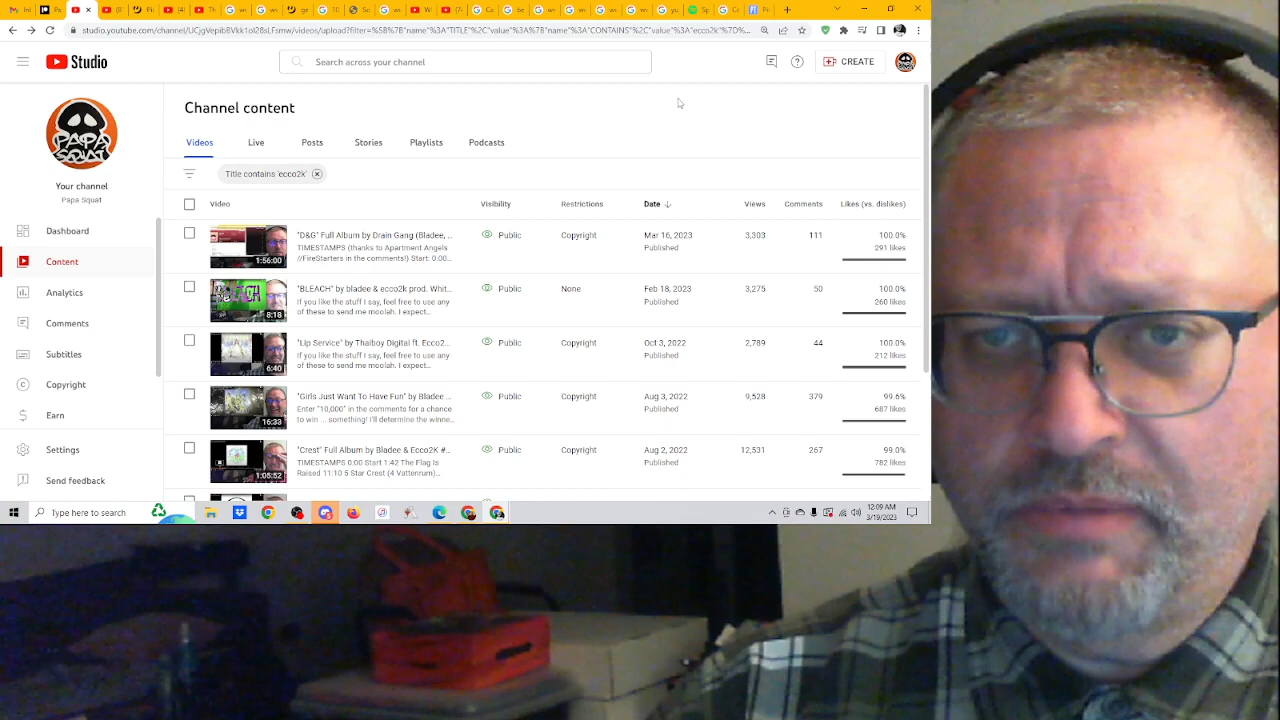 studio.youtube.com/channel/
Studio
Search across your channel
CREATE
PAPA
SQUAT
Your channel
Papa Squat
Dashboard
Content
Analytics
Comments
Subtitles
Copyright
Earn
Settings
Send feedback
Channel content
Videos Live Posts Stories Playlists Podcasts
Title contains 'ecco2k'
Video Visibility Restrictions Date Views Comments Likes (vs. dislikes)
"D&G" Full Album by Drain Gang (Bladee, ... Public Copyright Mar 16, 2023 3,303 111 100.0%
TIMESTAMPS (thanks to Apartment Angels Published 291 likes
//FireStarters in the comments!) Start: 0:00...
1:56:00
"BLEACH" by bladee & ecco2k prod. Whit... Public None Feb 18, 2023 3,275 50 100.0%
If you like the stuff I say, feel free to use any Published 260 likes
of these to send me moolah. I expect...
8:18
"Lip Service" by Thaiboy Digital ft. Ecco2... Public Copyright Oct 3, 2022 2,789 44 100.0%
If you like the stuff I say, feel free to use any Published 212 likes
of these to send me moolah. I expect...
6:40
"Girls Just Want To Have Fun" by Bladee ... Public Copyright Aug 3, 2022 9,528 379 99.6%
Enter "10,000" in the comments for a chance Published 687 likes
to win ... something! I'll determine the winne...
16:33
"Crest" Full Album by Bladee & Ecco2K #... Public Copyright Aug 2, 2022 12,531 267 99.0%
TIMESTAMPS 0:00 Start 1:42 The Flag Is Published 782 likes
Raised 11:10 5 Star Crest (4 Vattenrum)...
1:05:52
Type here to search
12:09 AM
3/19/2023